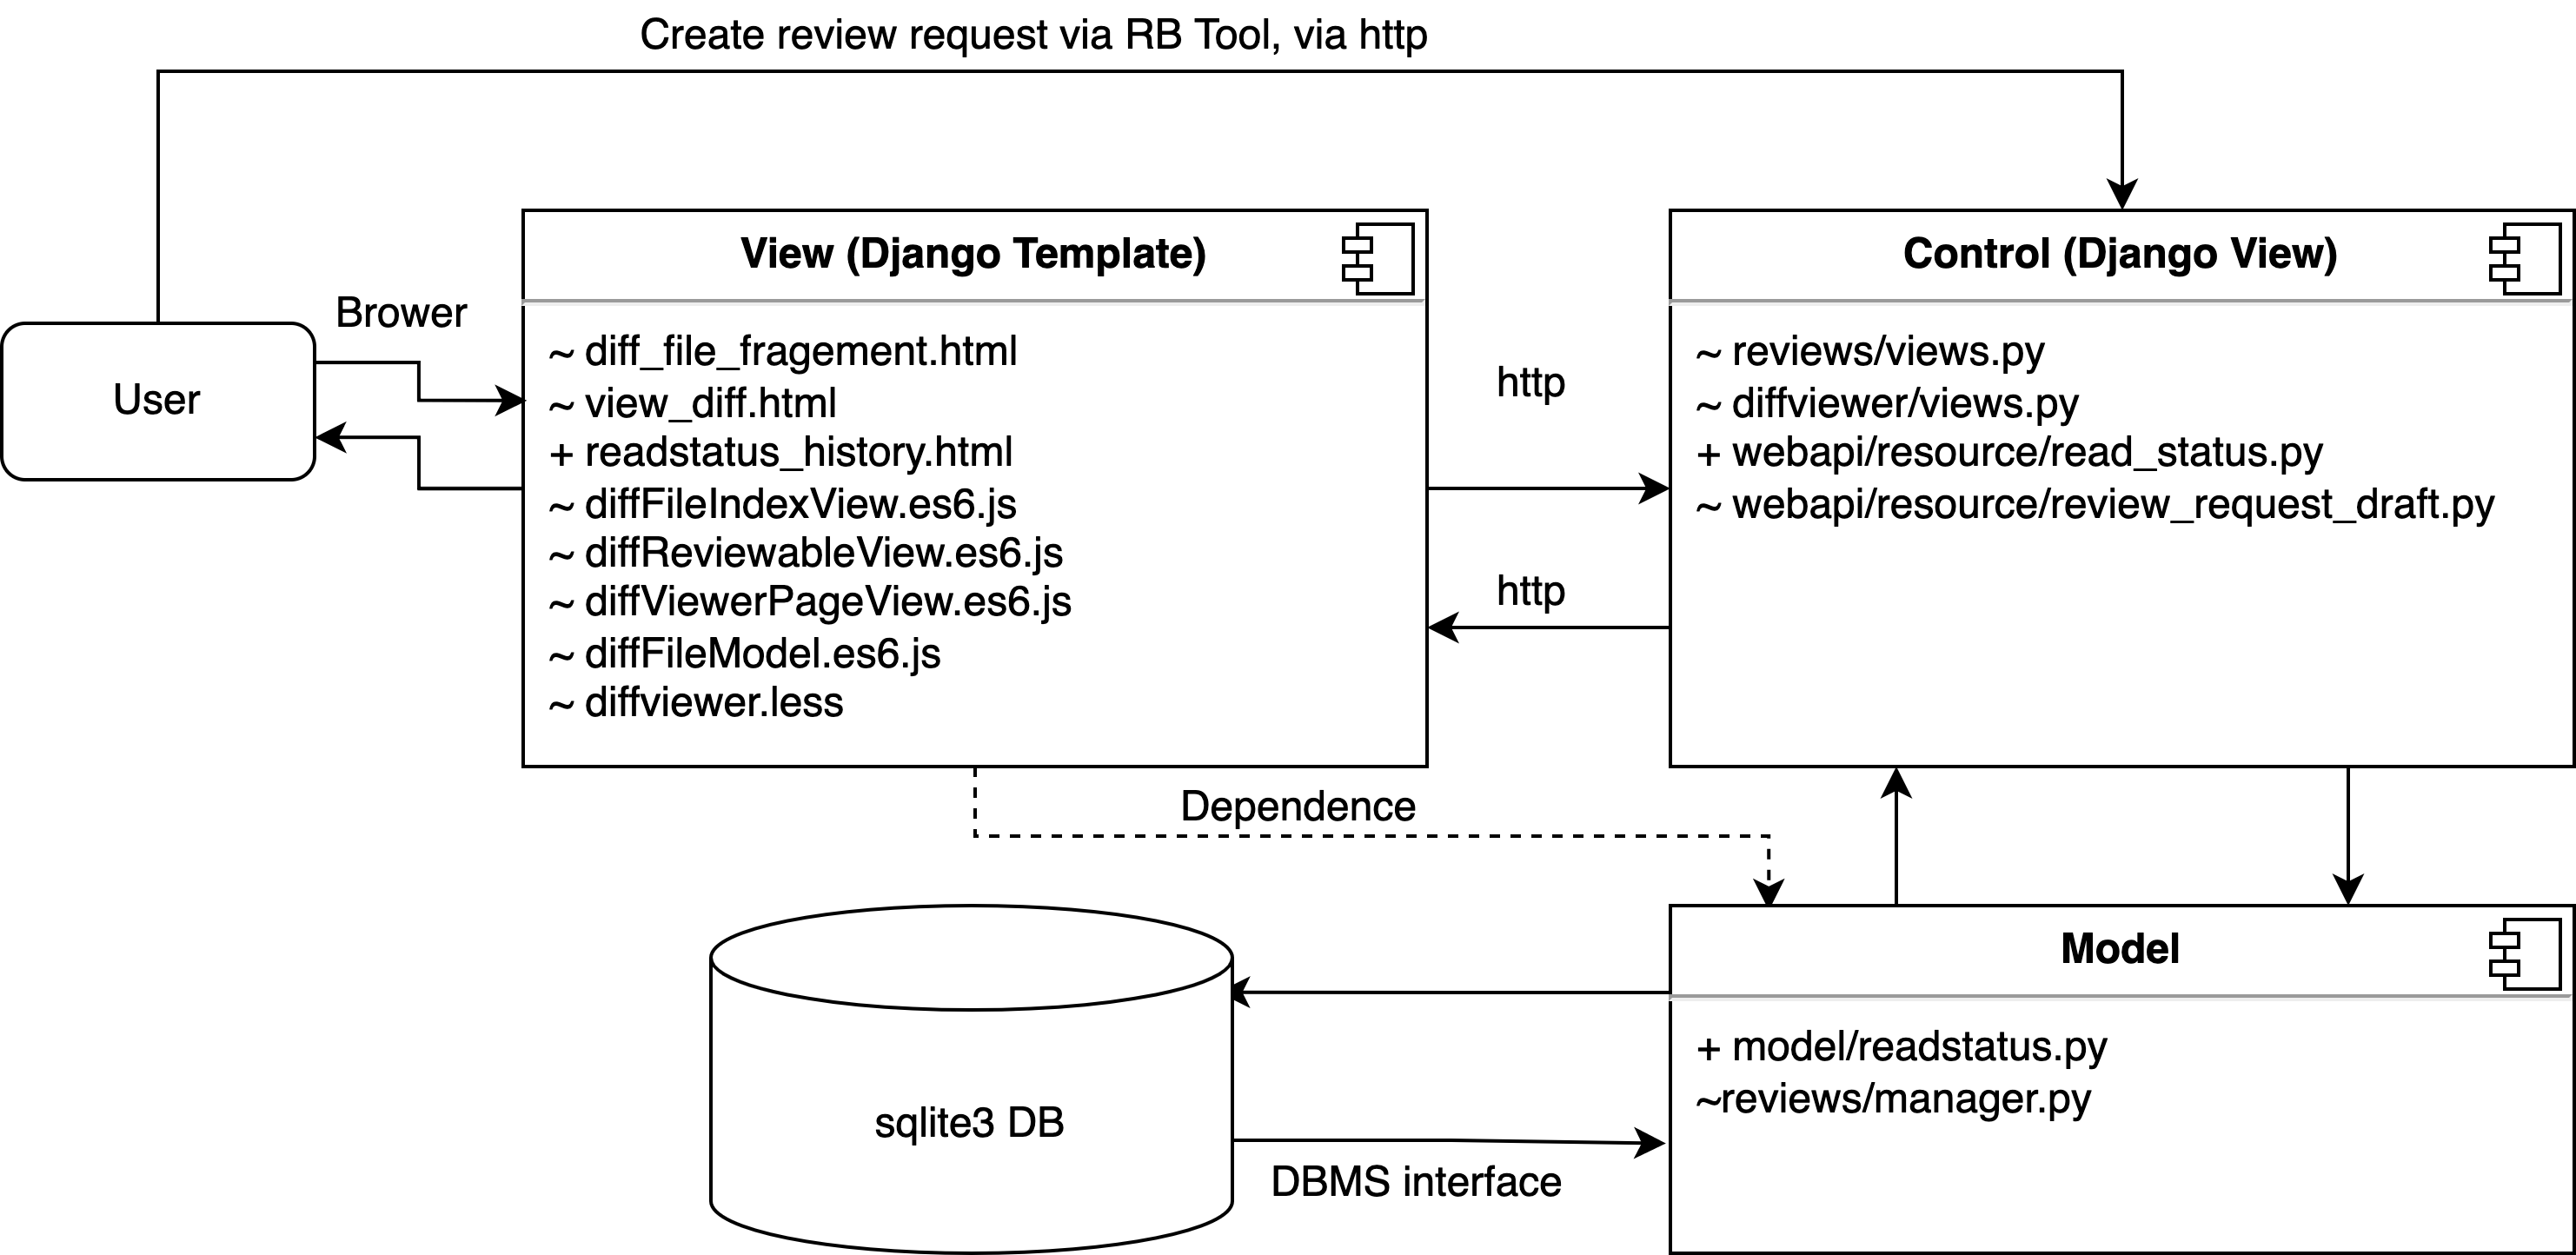 Create review request via RB Tool, via http
View (Django Template)
Control (Django View)
Brower
User
~ diff_file_fragement.html
~ view_diff.html
+ readstatus_history.html
~ diffFileIndexView.es6.js
~ diffReviewableView.es6.js
~ diffViewerPageView.es6.js
~ diffFileModel.es6.js
~ diffviewer.less
http
http
~ reviews/views.py
~ diffviewer/views.py
+ webapi/resource/read_status.py
~ webapi/resource/review_request_draft.py
Dependence
Model
+ model/readstatus.py
~reviews/manager.py
sqlite3 DB
DBMS interface